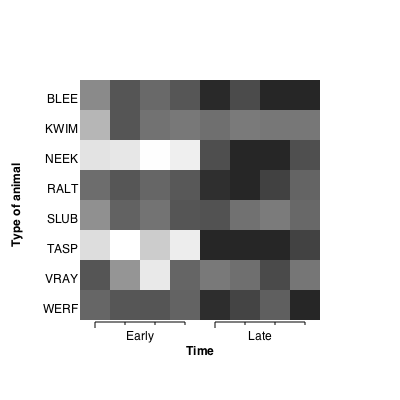 Type of animal
BLEE
KWIM
NEEK
RALT
SLUB
TASP
VRAY
WERF
Early Late
Time